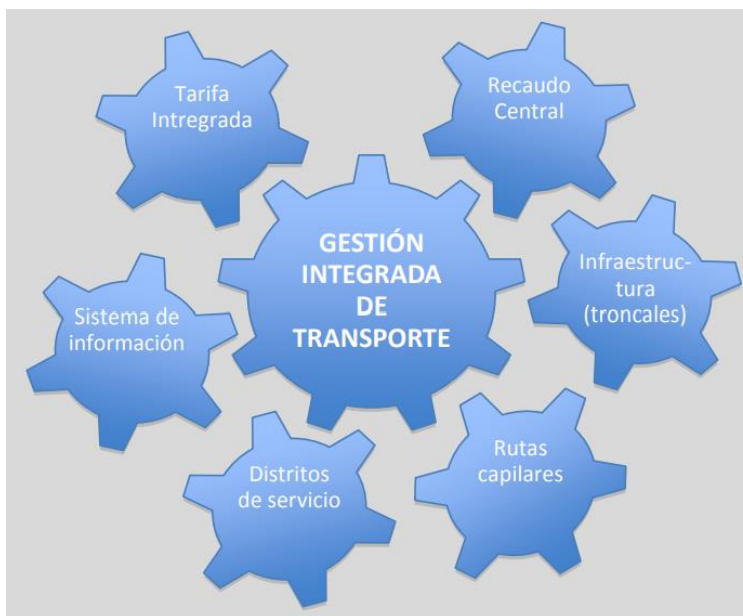 Tarifa
Intregrada
Recaudo
Central
GESTIÓN
INTEGRADA
DE
TRANSPORTE
Infraestruc-
tura
(troncales)
Sistema de
información
Rutas
capilares
Distritos
de servicio